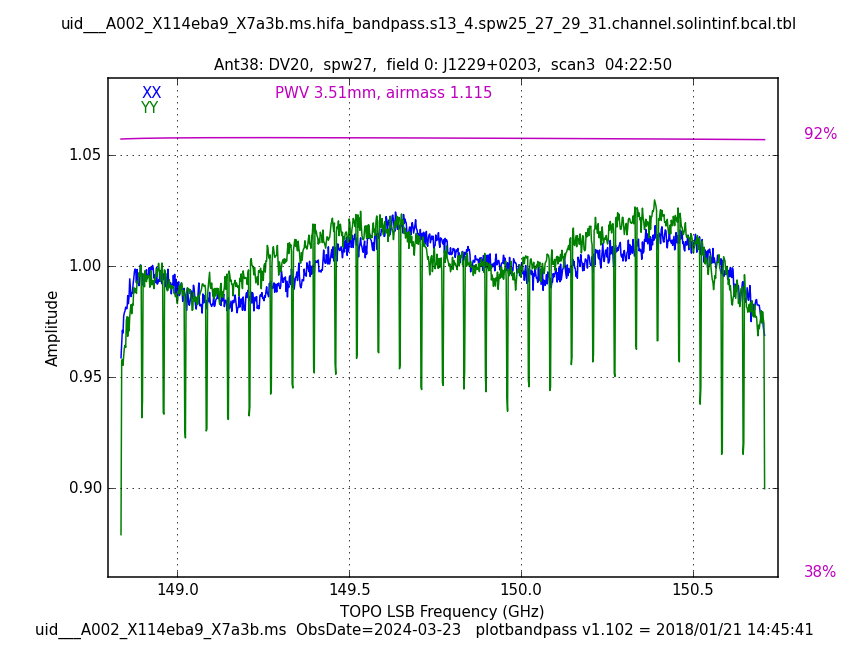 uid___A002_X114eba9_X7a3b.ms.hifa_bandpass.s13_4.spw25_27_29_31.channel.solintinf.bcal.tbl
Ant38: DV20,  spw27,  field 0: J1229+0203,  scan3  04:22:50
XX
YY
PWV 3.51mm, airmass 1.115
92%
1.05
1.00
0.95
0.90
Amplitude
38%
149.0 149.5 150.0 150.5
TOPO LSB Frequency (GHz)
uid___A002_X114eba9_X7a3b.ms  ObsDate=2024-03-23   plotbandpass v1.102 = 2018/01/21 14:45:41